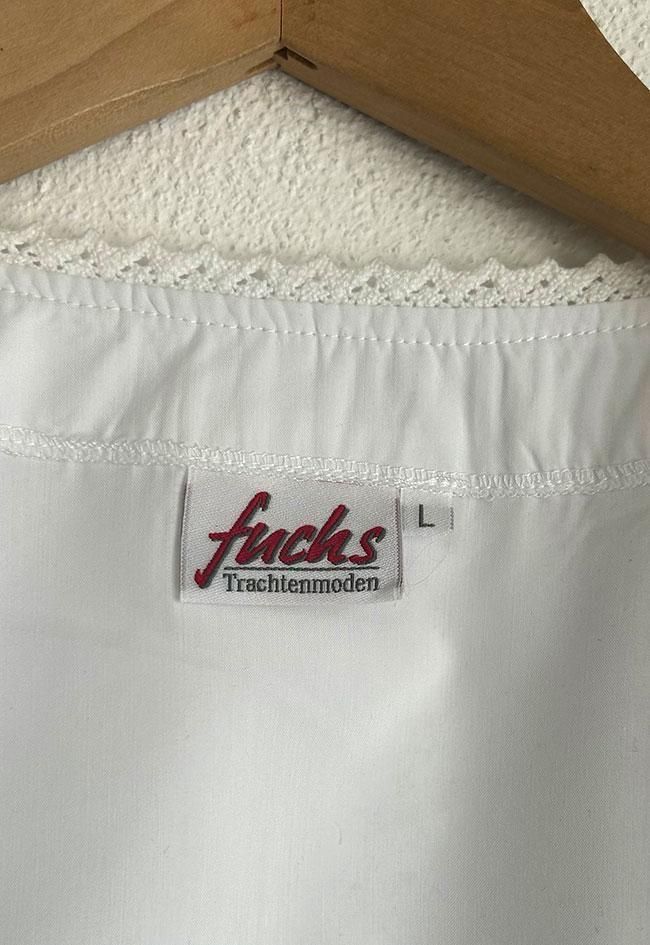 fuchs
Trachtenmoden
L